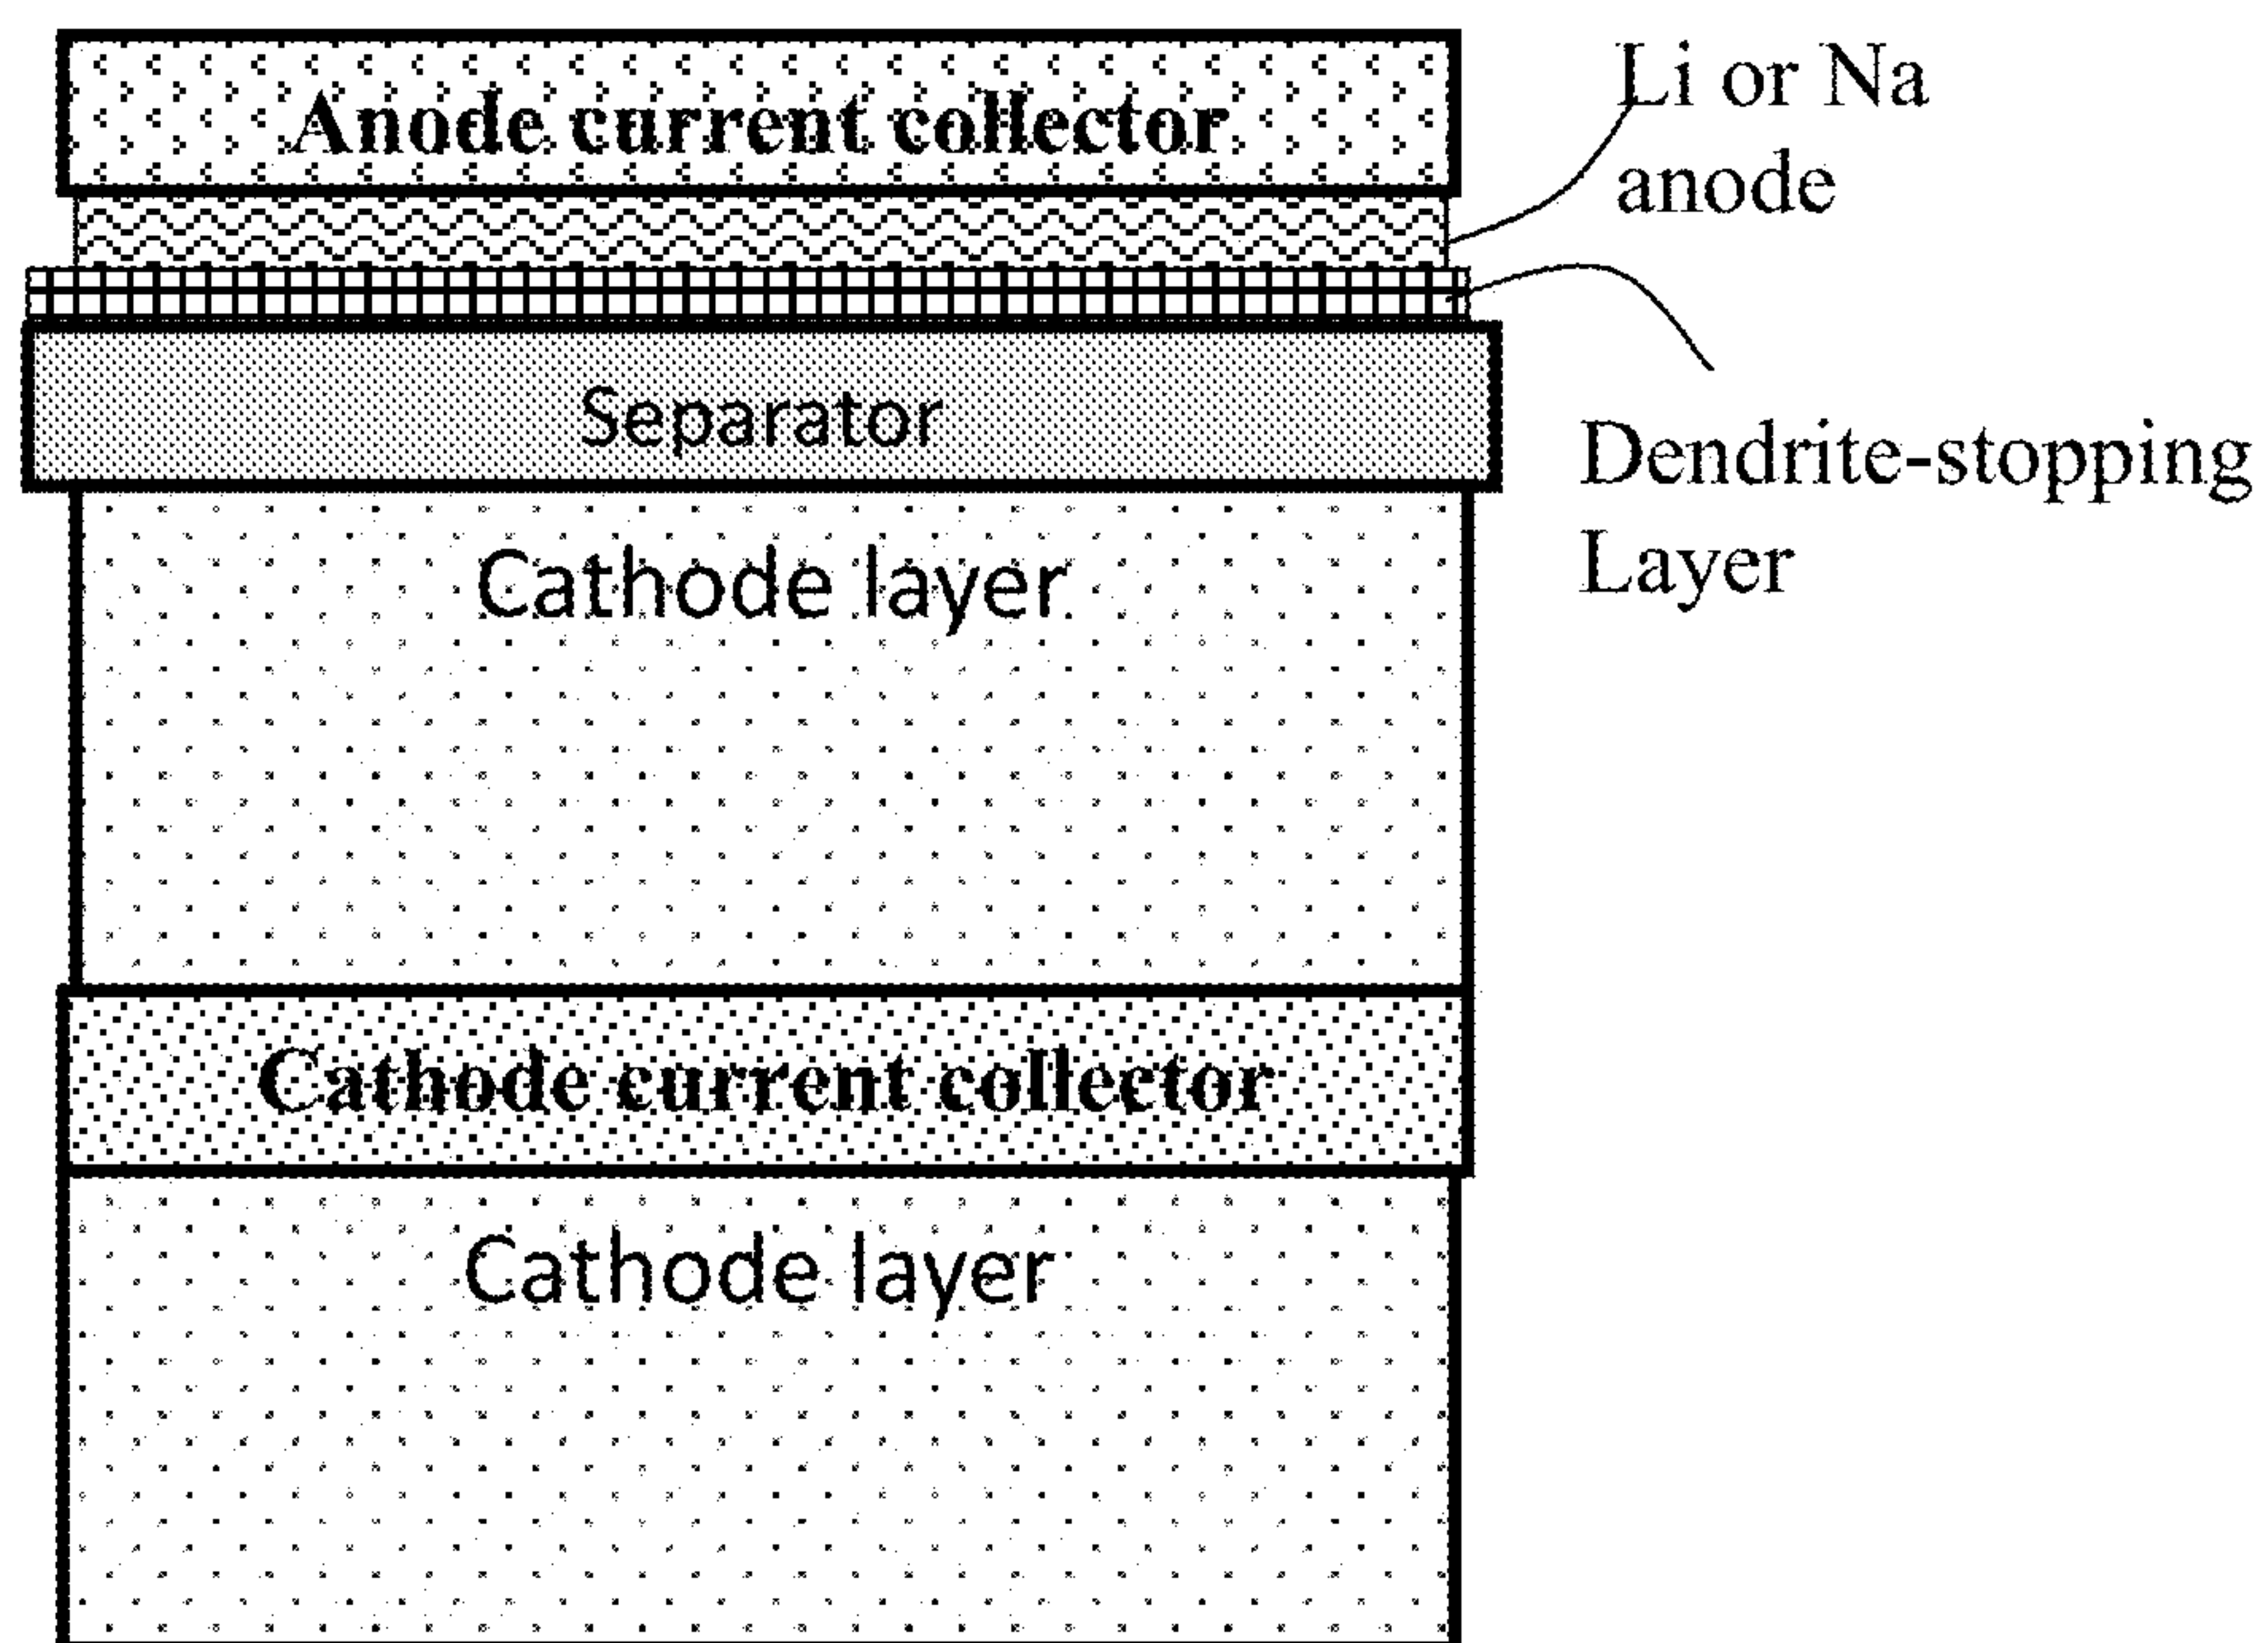 Anode current collector
Li or Na
anode
Separator
Dendrite-stopping
Layer
Cathode layer
Cathode current collector
Cathode layer